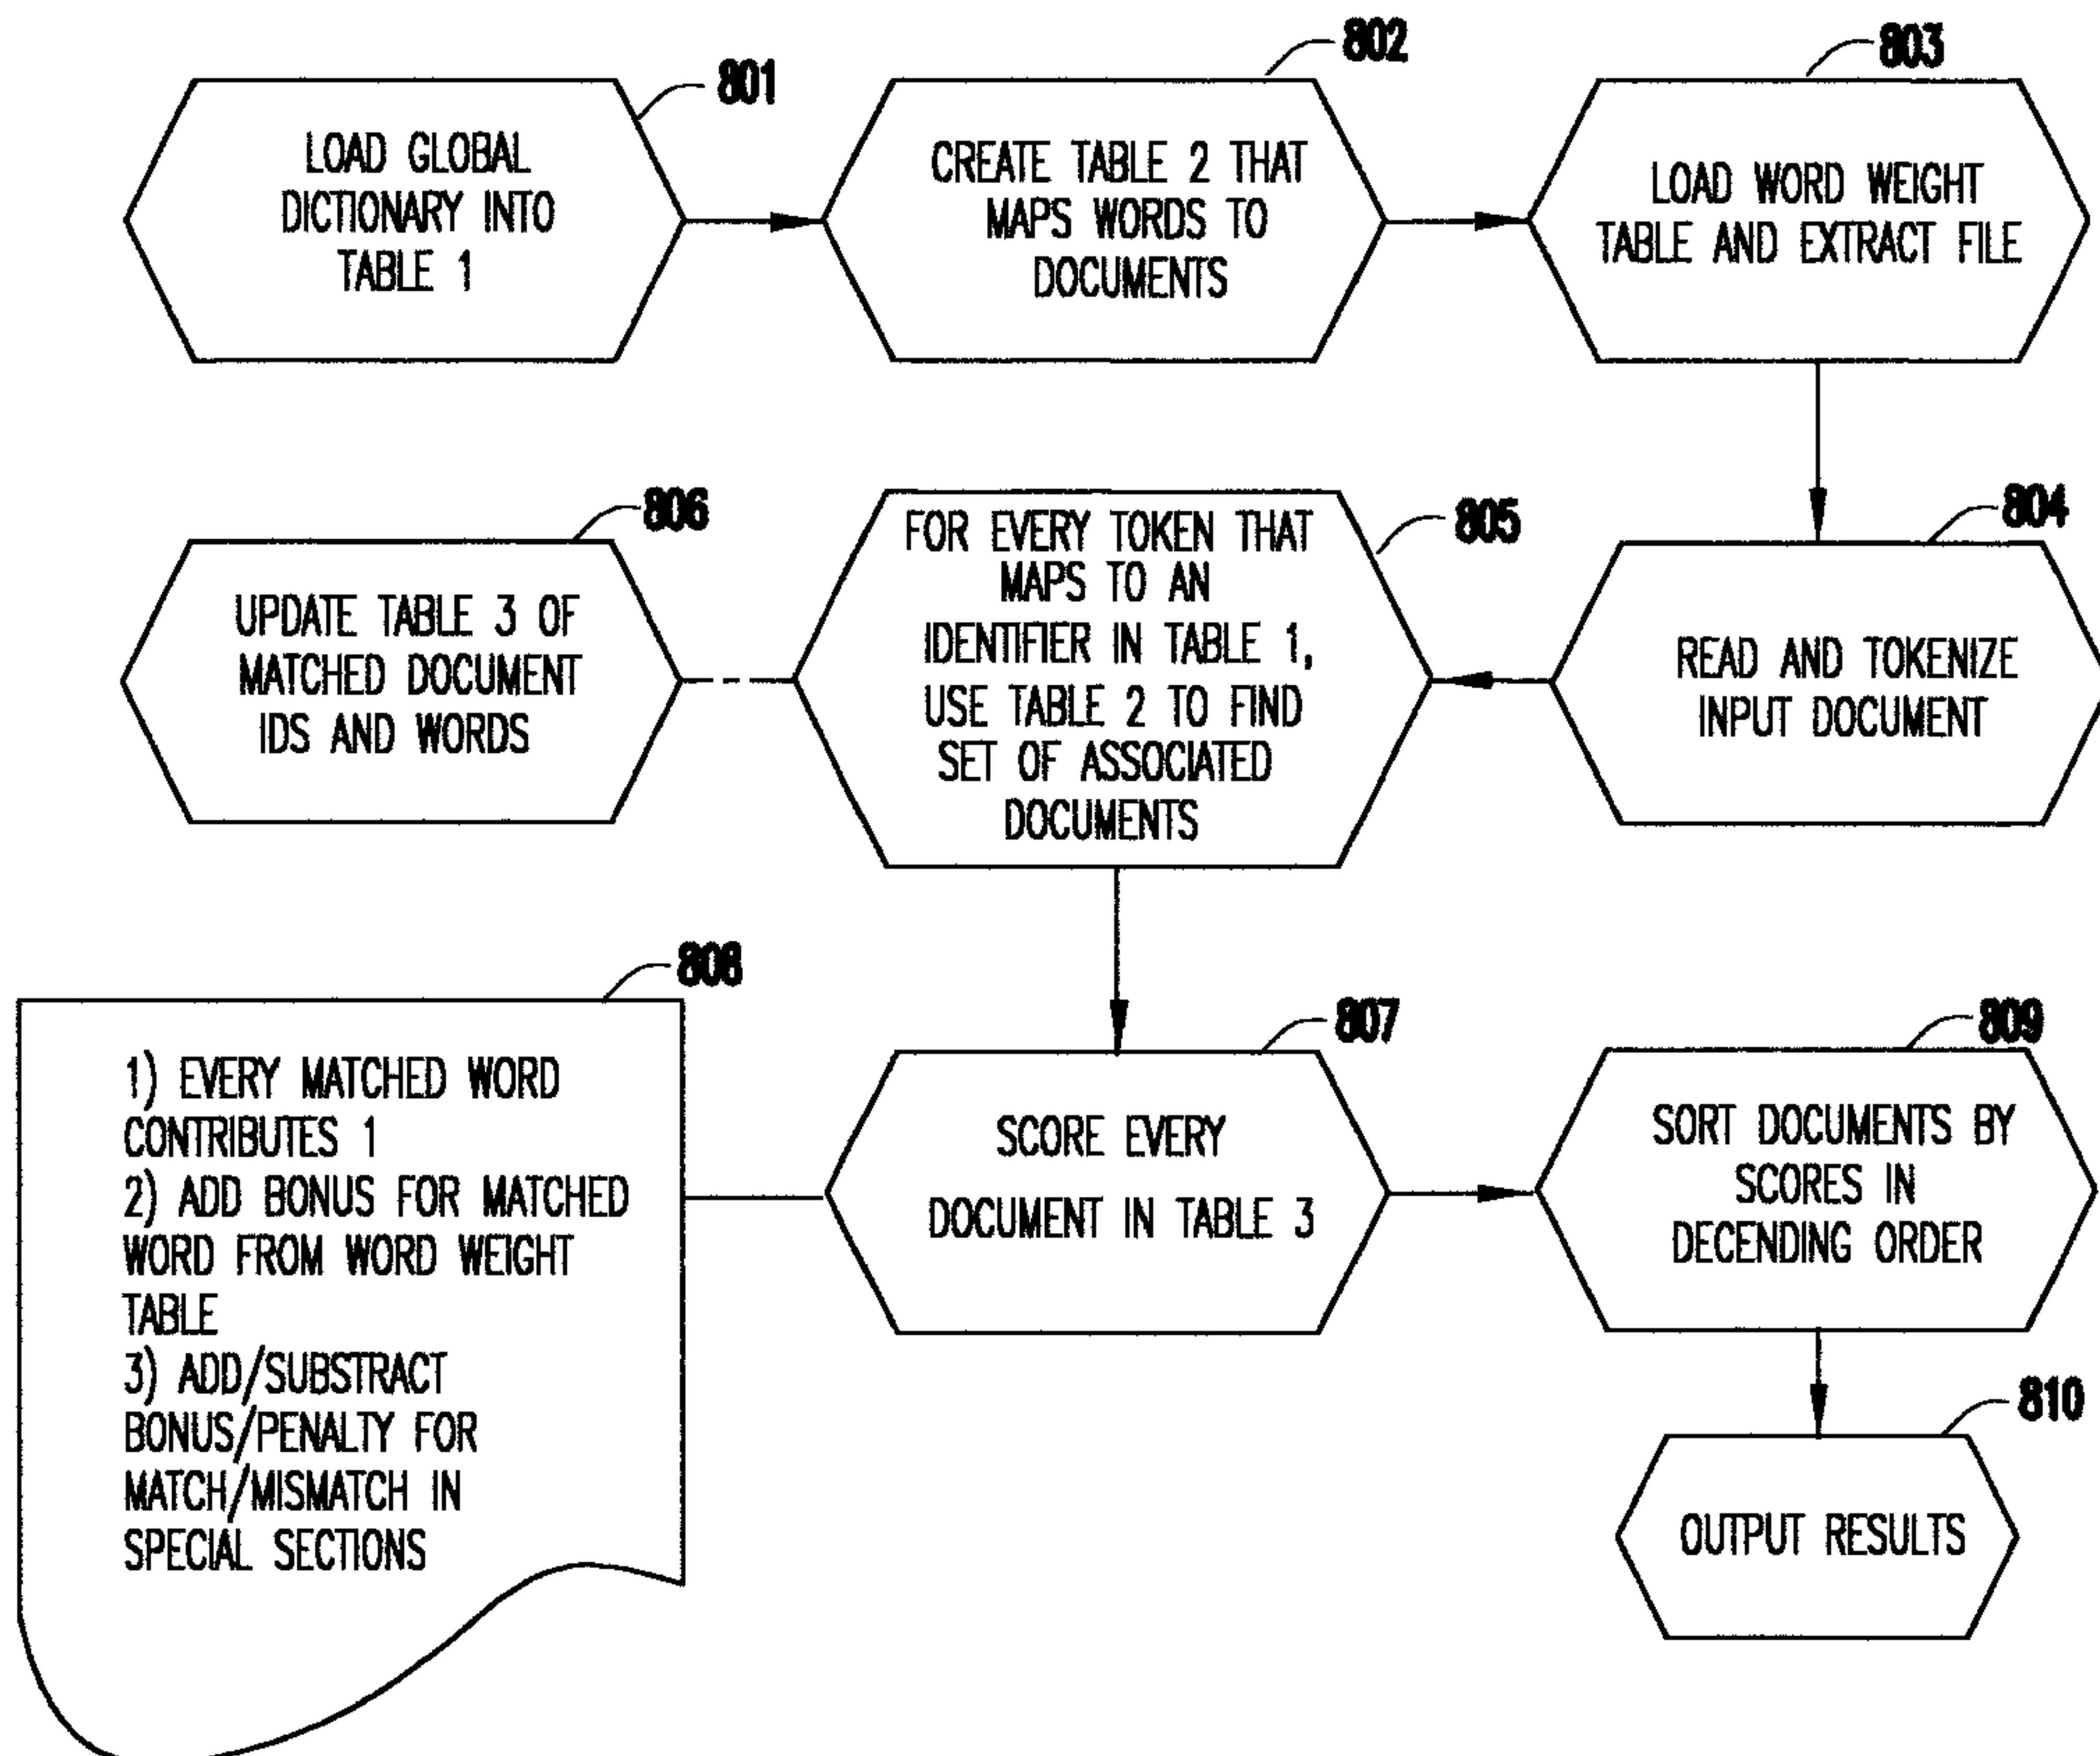 801
LOAD GLOBAL
DICTIONARY INTO
TABLE 1
802
CREATE TABLE 2 THAT
MAPS WORDS TO
DOCUMENTS
803
LOAD WORD WEIGHT
TABLE AND EXTRACT FILE
804
READ AND TOKENIZE
INPUT DOCUMENT
805
FOR EVERY TOKEN THAT
MAPS TO AN
IDENTIFIER IN TABLE 1,
USE TABLE 2 TO FIND
SET OF ASSOCIATED
DOCUMENTS
806
UPDATE TABLE 3 OF
MATCHED DOCUMENT
IDS AND WORDS
807
SCORE EVERY
DOCUMENT IN TABLE 3
808
1) EVERY MATCHED WORD
CONTRIBUTES 1
2) ADD BONUS FOR MATCHED
WORD FROM WORD WEIGHT
TABLE
3) ADD/SUBSTRACT
BONUS/PENALTY FOR
MATCH/MISMATCH IN
SPECIAL SECTIONS
809
SORT DOCUMENTS BY
SCORES IN
DECENDING ORDER
810
OUTPUT RESULTS